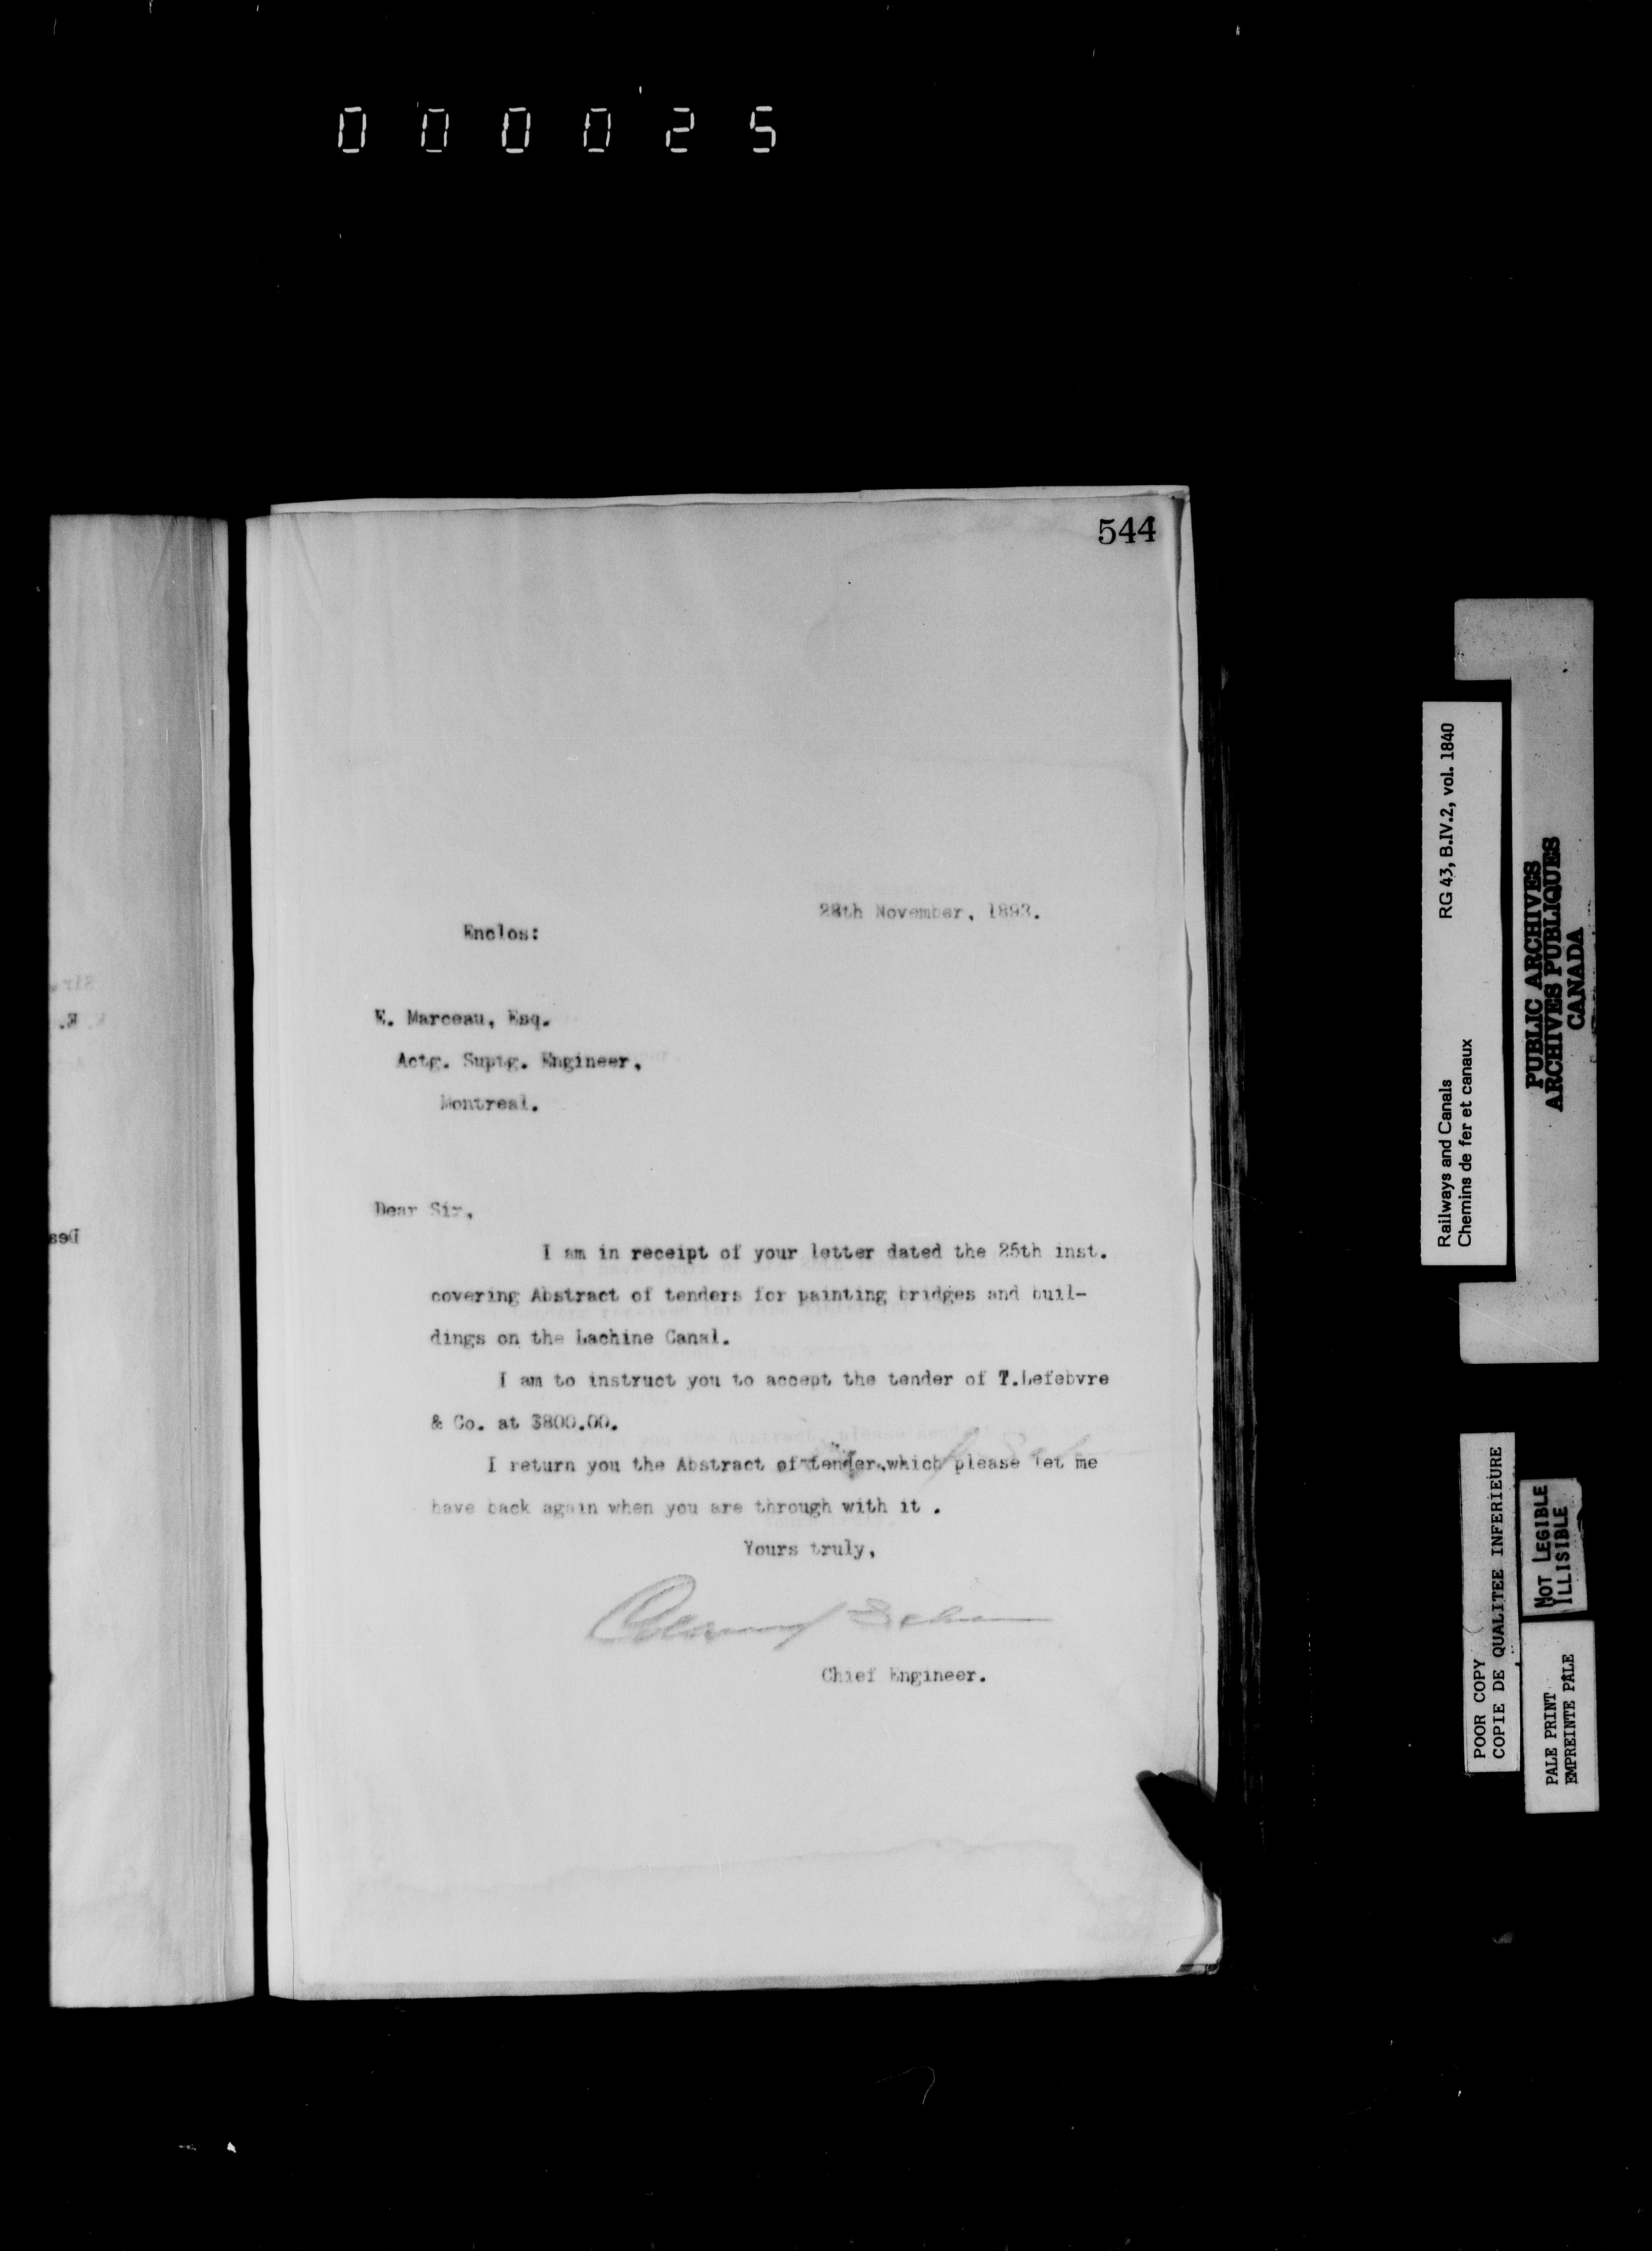 000025
544
28th November, 1893.
Enclos:
E. Marceau, Esq.
Actg. Suptg. Engineer,
Montreal.
Dear Sir,
I am in receipt of your letter dated the 25th inst.
covering Abstract of tenders for painting bridges and buil-
dings on the Lachine Canal.
I am to instruct you to accept the tender of T.Lefebvre
& Co. at $800.00.
I return you the Abstract of tender,which please let me
have back again when you are through with it .
Yours truly,
Chief Engineer.
Railways and Canals RG 43, B.IV.2, vol. 1840
Chemins de fer et canaux
PUBLIC ARCHIVES
ARCHIVES PUBLIQUES
CANADA
POOR COPY
COPIE DE QUALITEE INFERIEURE
NOT LEGIBLE
ILLISIBLE
PALE PRINT
EMPREINTE PÂLE